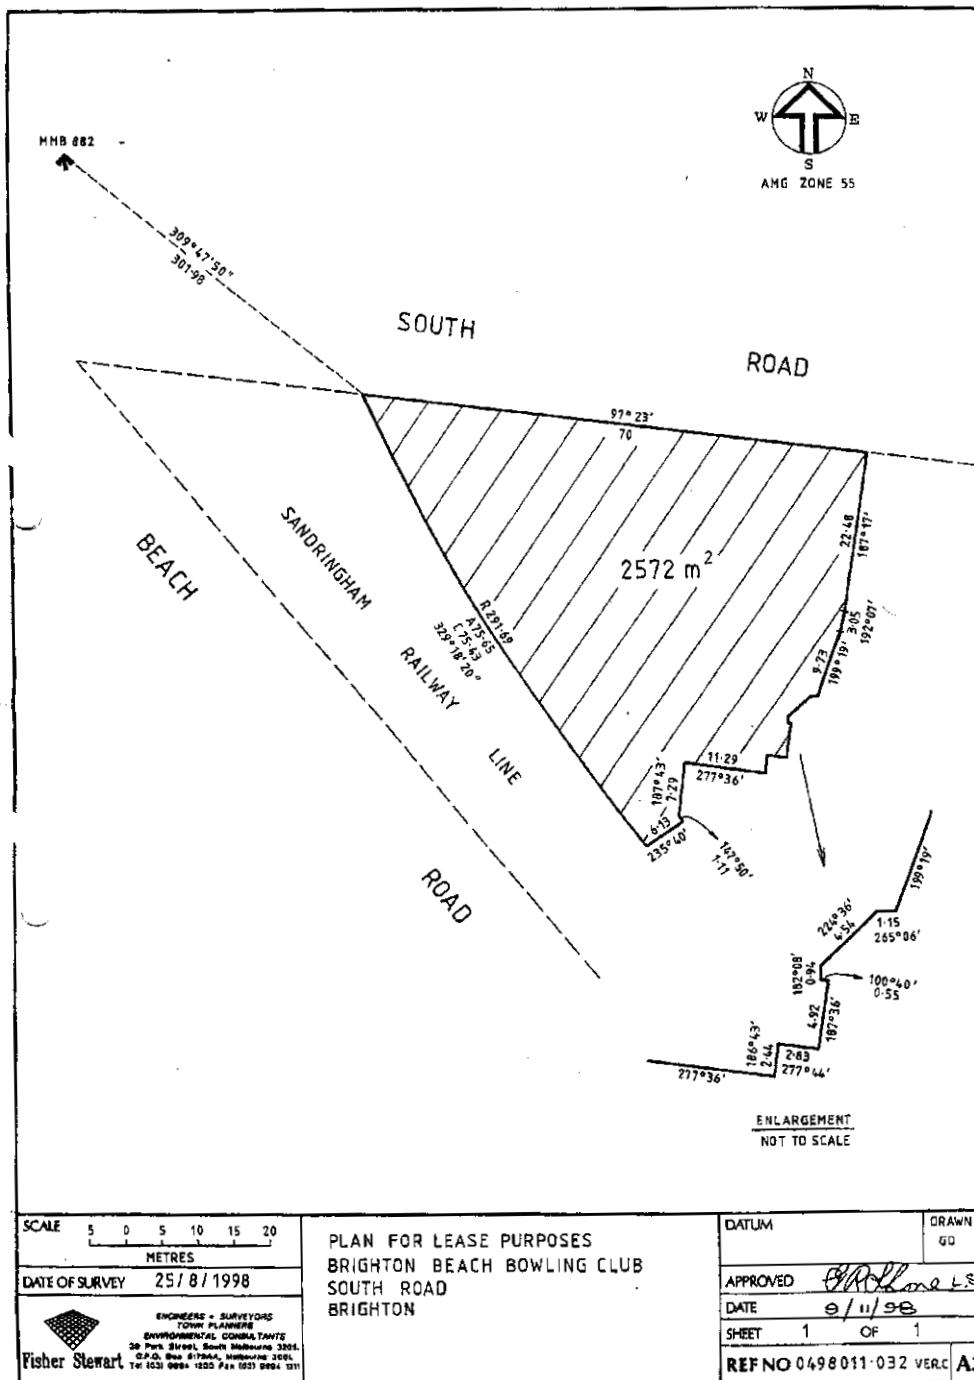 N
W E
S
AMG ZONE 55
MMB 882
309°47'50"
301·98
SOUTH ROAD
97°23'
70
22·48
187°17'
2572 m²
3·05
192°07'
9·73
199°19'
SANDRINGHAM RAILWAY LINE
R 291·69
A 75·65
C 75·43
329°18'20"
BEACH ROAD
11·29
277°36'
187°43'
7·29
6·13
235°40'
147°50'
1·11
199°19'
224°36'
4·54
1·15
265°06'
182°08'
0·94
100°40'
0·55
4·92
187°36'
186°43'
2·44
2·83
277°44'
277°36'
ENLARGEMENT
NOT TO SCALE
SCALE
5 0 5 10 15 20
METRES
DATE OF SURVEY 25/8/1998
ENGINEERS • SURVEYORS
TOWN PLANNERS
ENVIRONMENTAL CONSULTANTS
Park Street, South Melbourne
Fisher Stewart
PLAN FOR LEASE PURPOSES
BRIGHTON BEACH BOWLING CLUB
SOUTH ROAD
BRIGHTON
DATUM
DRAWN
GD
APPROVED
DATE 9/11/98
SHEET 1 OF 1
REF NO 0498011·032 VER.C